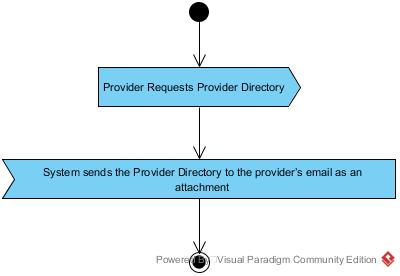 Provider Requests Provider Directory
System sends the Provider Directory to the provider's email as an
attachment
Powered By Visual Paradigm Community Edition